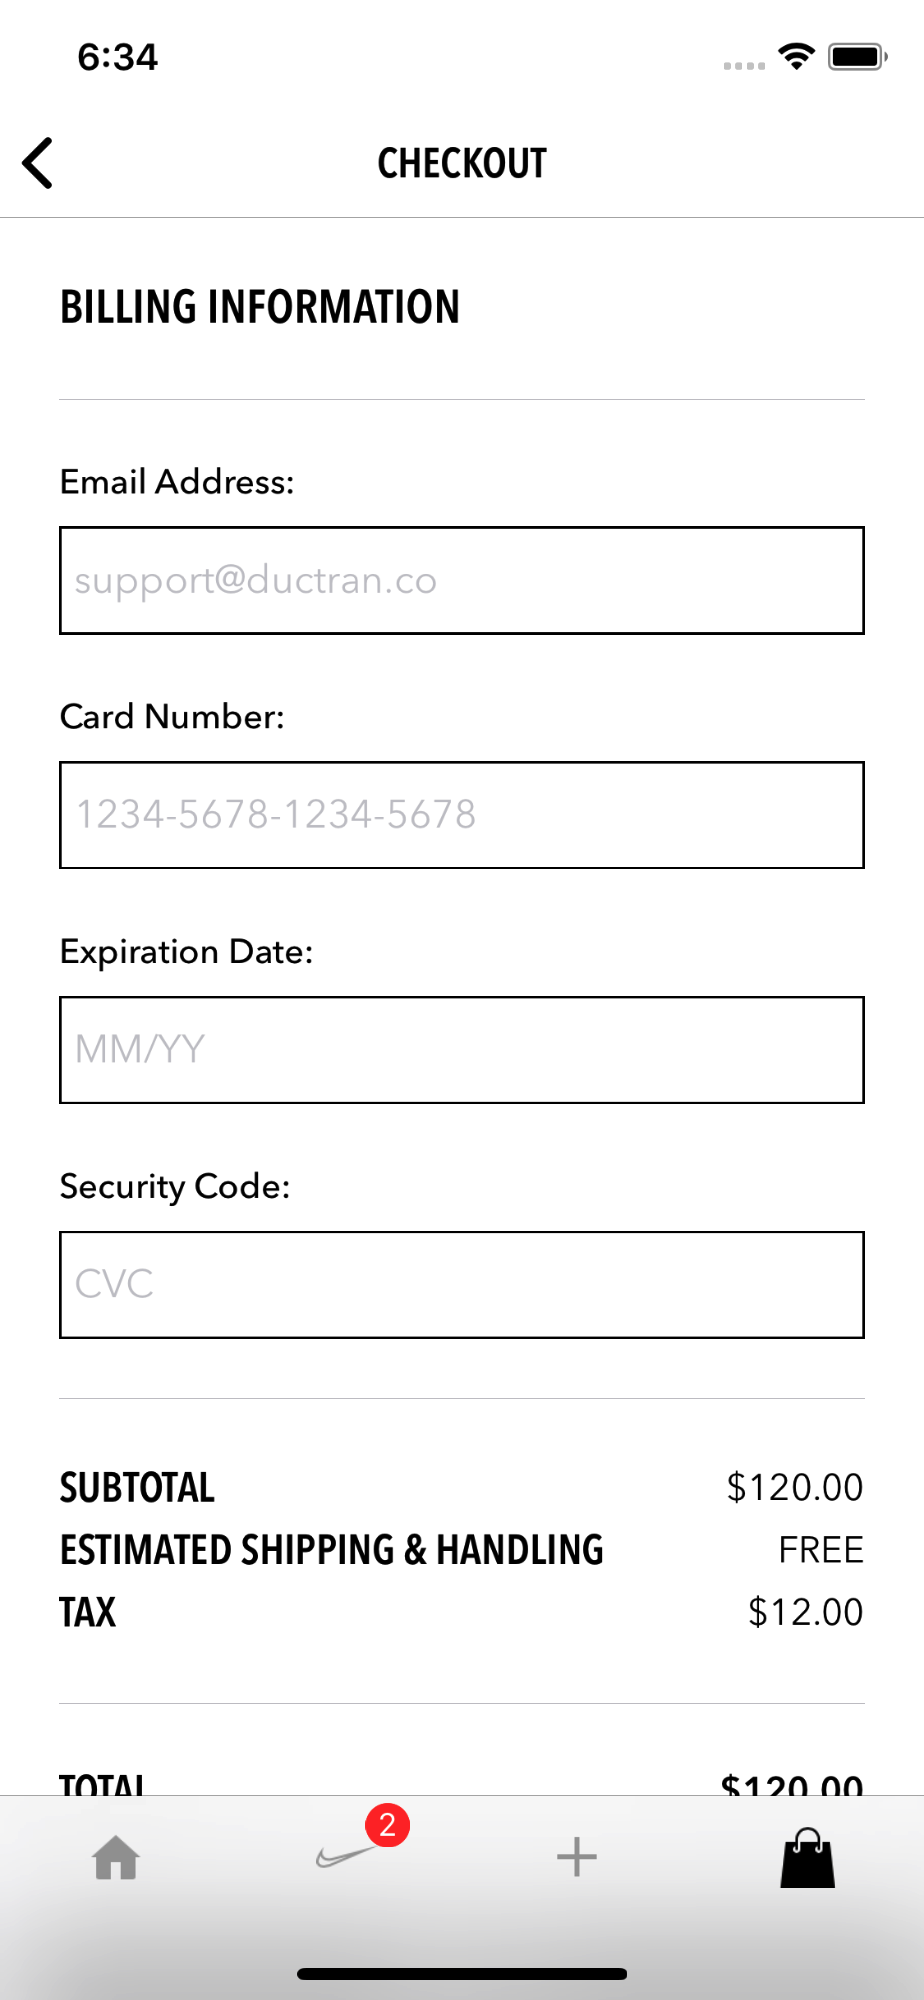 6:34
CHECKOUT
BILLING INFORMATION
Email Address:
support@ductran.co
Card Number:
1234-5678-1234-5678
Expiration Date:
MM/YY
Security Code:
CVC
SUBTOTAL $120.00
ESTIMATED SHIPPING & HANDLING FREE
TAX $12.00
TOTAL $120.00
2